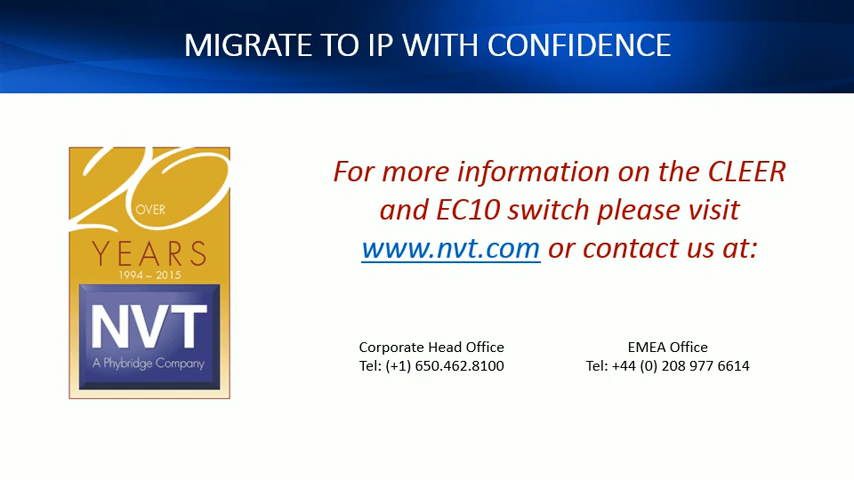 MIGRATE TO IP WITH CONFIDENCE
20
OVER
YEARS
1994 ~ 2015
NVT
A Phybridge Company
For more information on the CLEER
and EC10 switch please visit
www.nvt.com or contact us at:
Corporate Head Office
Tel: (+1) 650.462.8100
EMEA Office
Tel: +44 (0) 208 977 6614